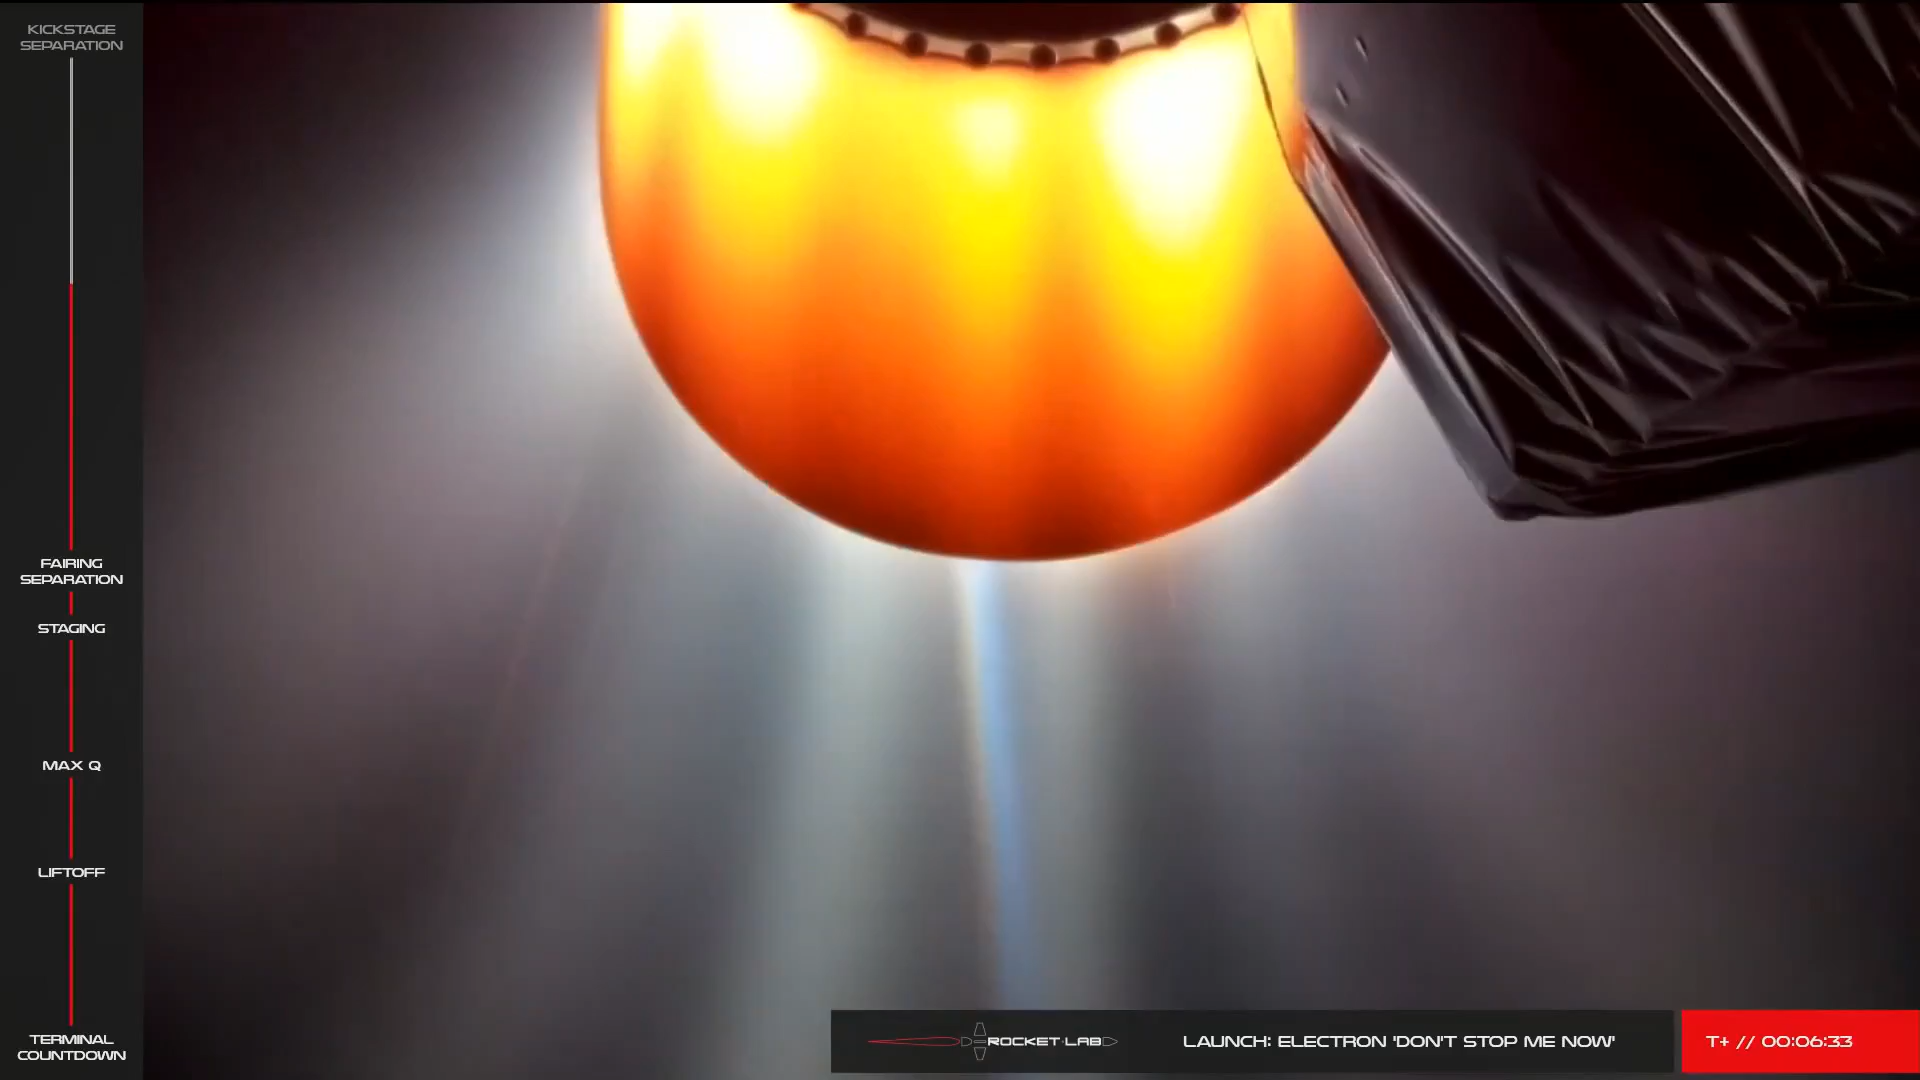 KICKSTAGE
SEPARATION
FAIRING
SEPARATION
STAGING
MAX Q
LIFTOFF
TERMINAL
COUNTDOWN
ROCKET LAB
LAUNCH: ELECTRON 'DON'T STOP ME NOW'
T+ // 00:06:33